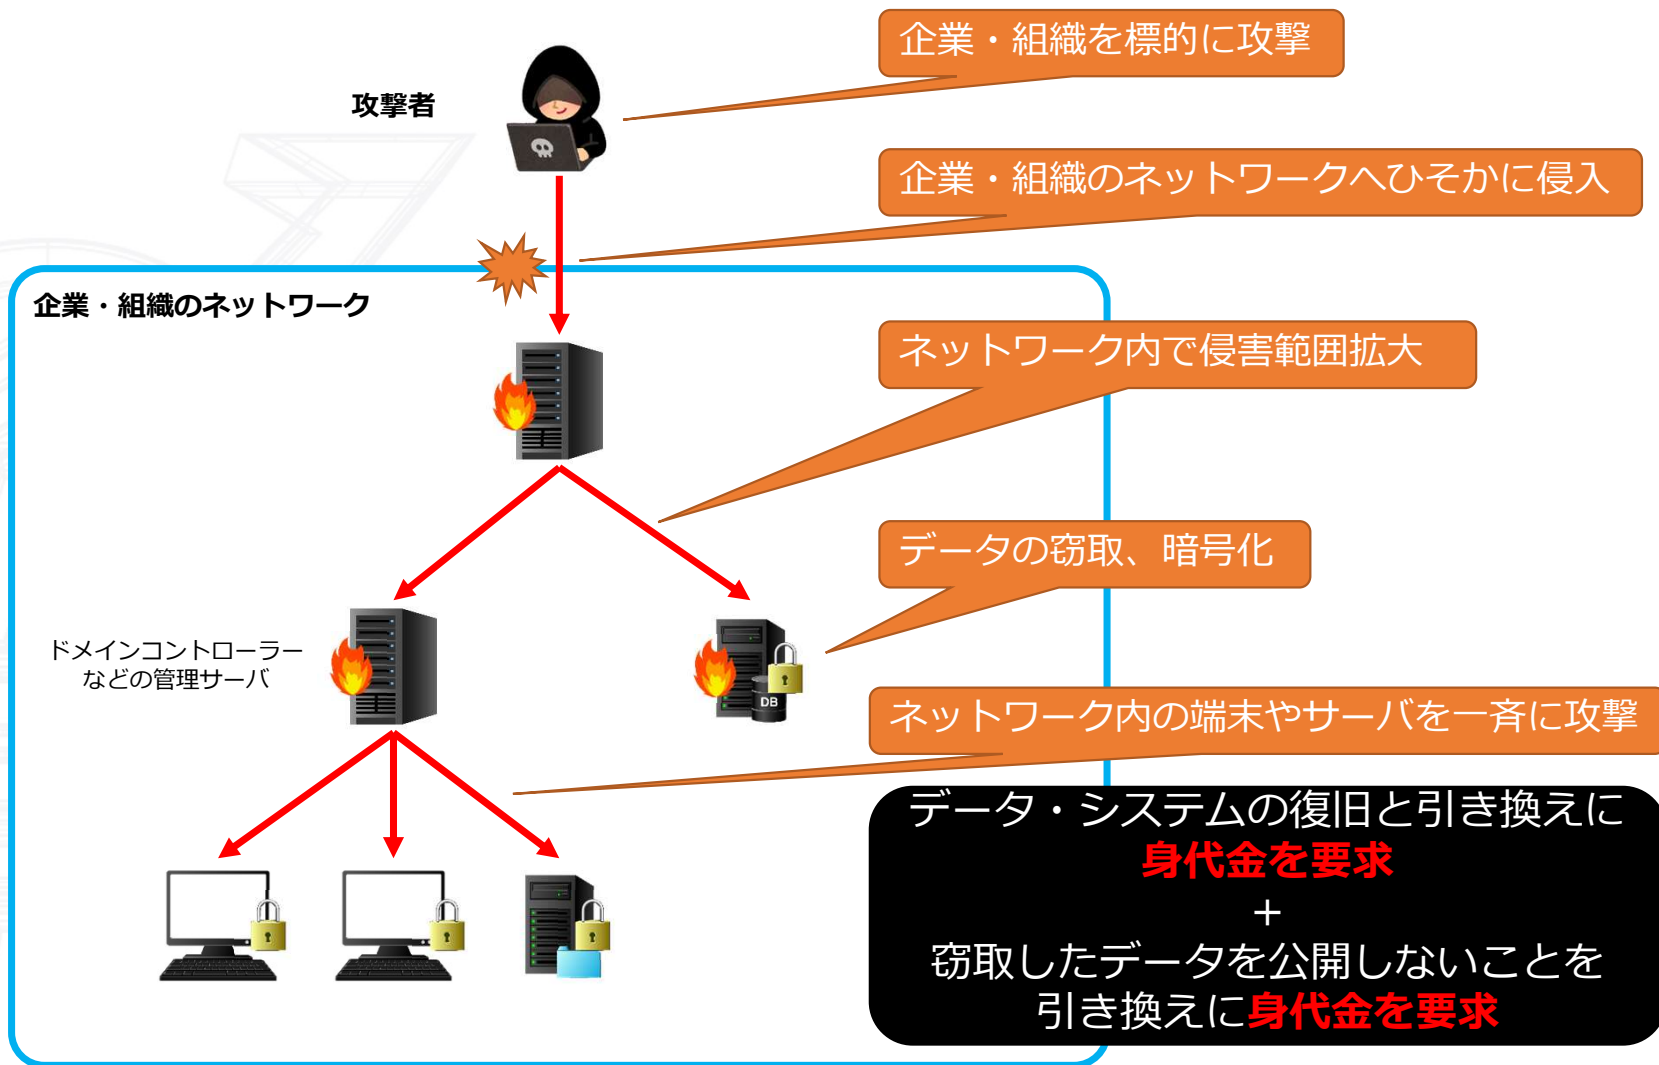 企業・組織を標的に攻撃
攻撃者
企業・組織のネットワークへひそかに侵入
企業・組織のネットワーク
ネットワーク内で侵害範囲拡大
データの窃取、暗号化
ドメインコントローラー
などの管理サーバ
DB
ネットワーク内の端末やサーバを一斉に攻撃
データ・システムの復旧と引き換えに
身代金を要求
+
窃取したデータを公開しないことを
引き換えに身代金を要求